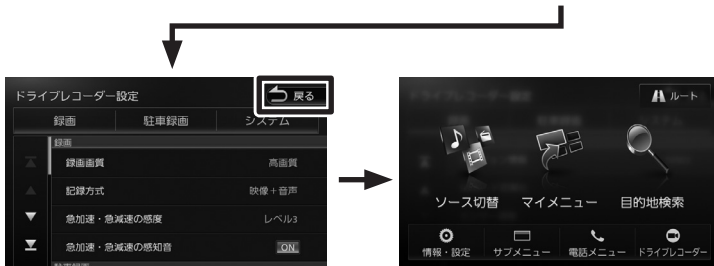 ドライブレコーダー設定
戻る
録画
駐車録画
システム
録画
録画画質
高画質
記録方式
映像+音声
急加速・急減速の感度
レベル3
急加速・急減速の感知音
ON
駐車録画
ルート
ソース切替
マイメニュー
目的地検索
情報・設定
サブメニュー
電話メニュー
ドライブレコーダー